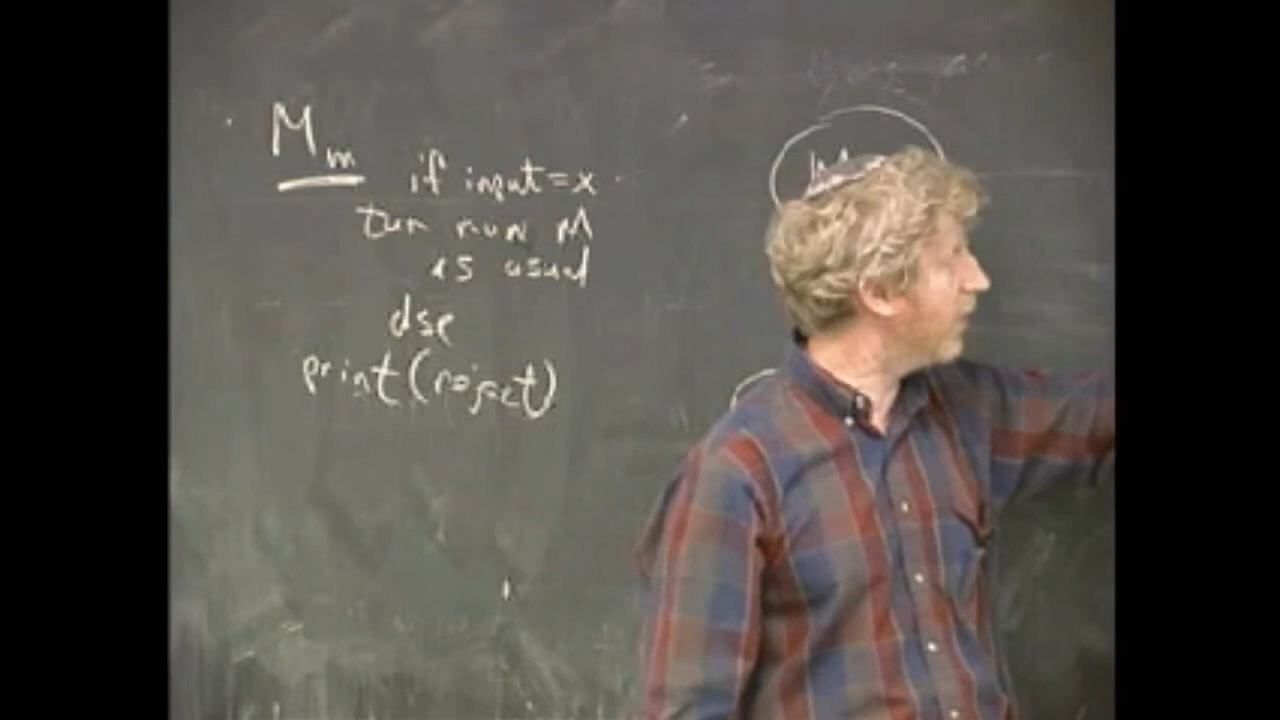 M_m if input = x
then run M
as usual
else
print(reject)
M